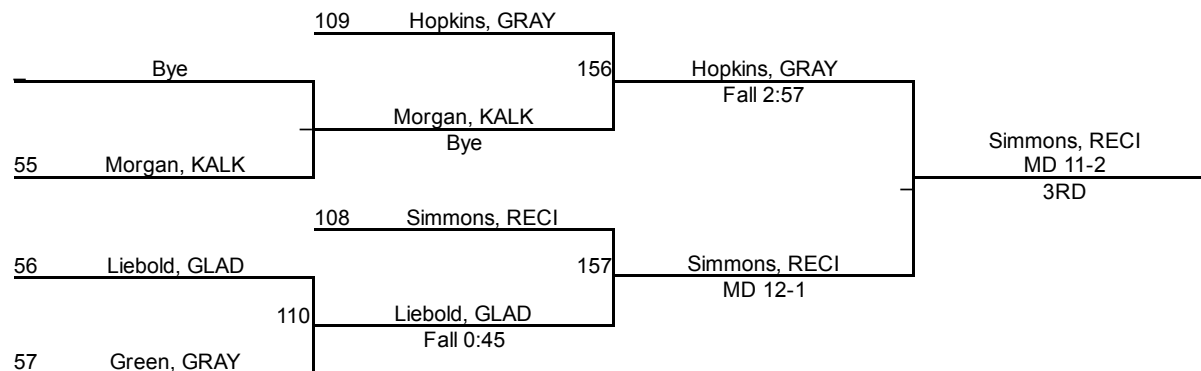 109 Hopkins, GRAY
Bye
156 Hopkins, GRAY
Fall 2:57
Morgan, KALK
Bye
55 Morgan, KALK
Simmons, RECI
MD 11-2
3RD
108 Simmons, RECI
56 Liebold, GLAD
157 Simmons, RECI
MD 12-1
110 Liebold, GLAD
Fall 0:45
57 Green, GRAY